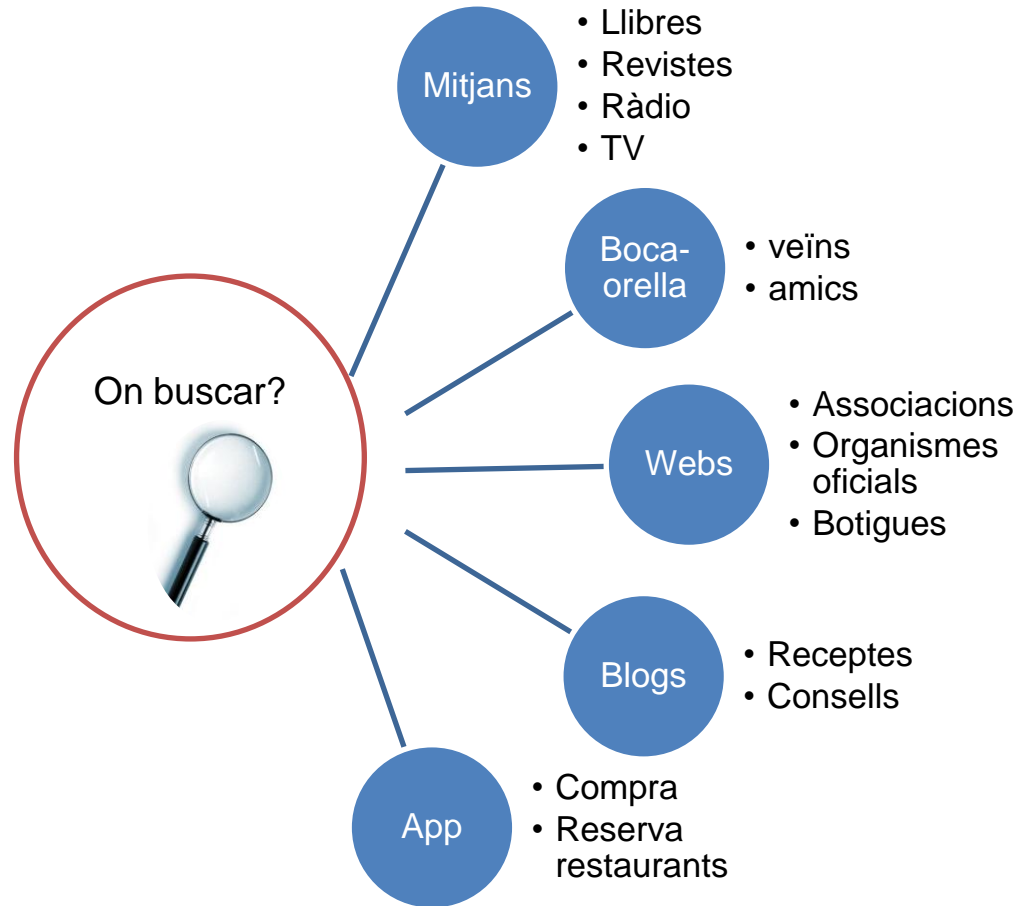 On buscar?
Mitjans
• Llibres
• Revistes
• Ràdio
• TV
Boca-
orella
• veïns
• amics
Webs
• Associacions
• Organismes
oficials
• Botigues
Blogs
• Receptes
• Consells
App
• Compra
• Reserva
restaurants